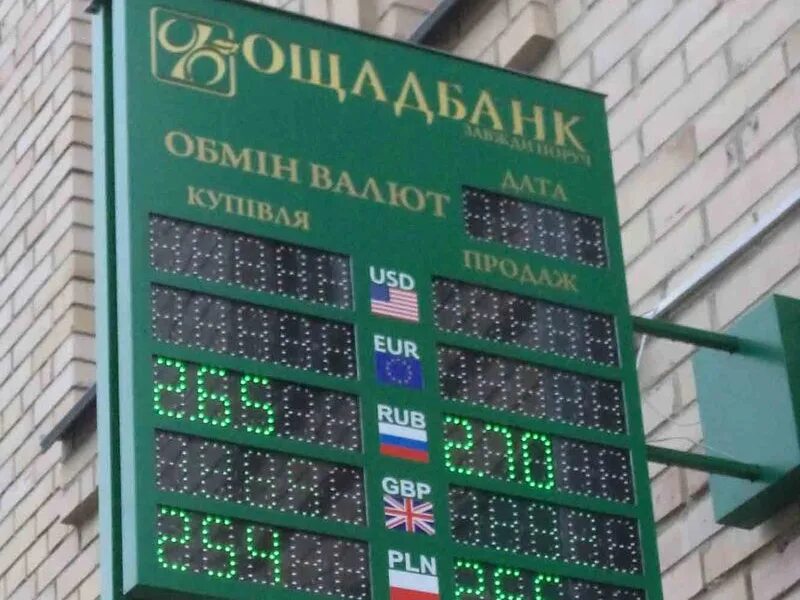 ОЩАДБАНК
ЗАВЖДИ ПОРУЧ
ОБМІН ВАЛЮТ
ДАТА
КУПІВЛЯ
ПРОДАЖ
USD
EUR
265 RUB 270
GBP
254 PLN